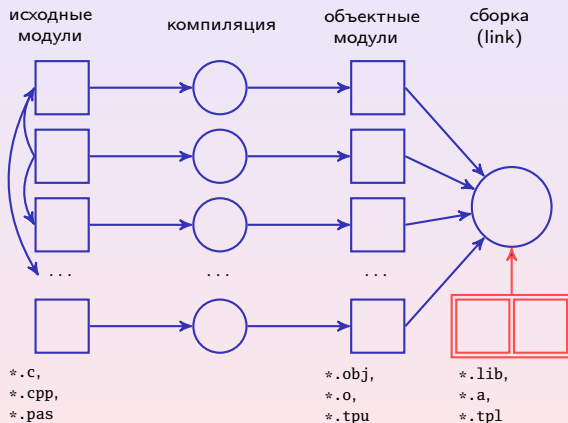 исходные
модули
компиляция
объектные
модули
сборка
(link)
...
...
...
*.c,
*.cpp,
*.pas
*.obj,
*.o,
*.tpu
*.lib,
*.a,
*.tpl